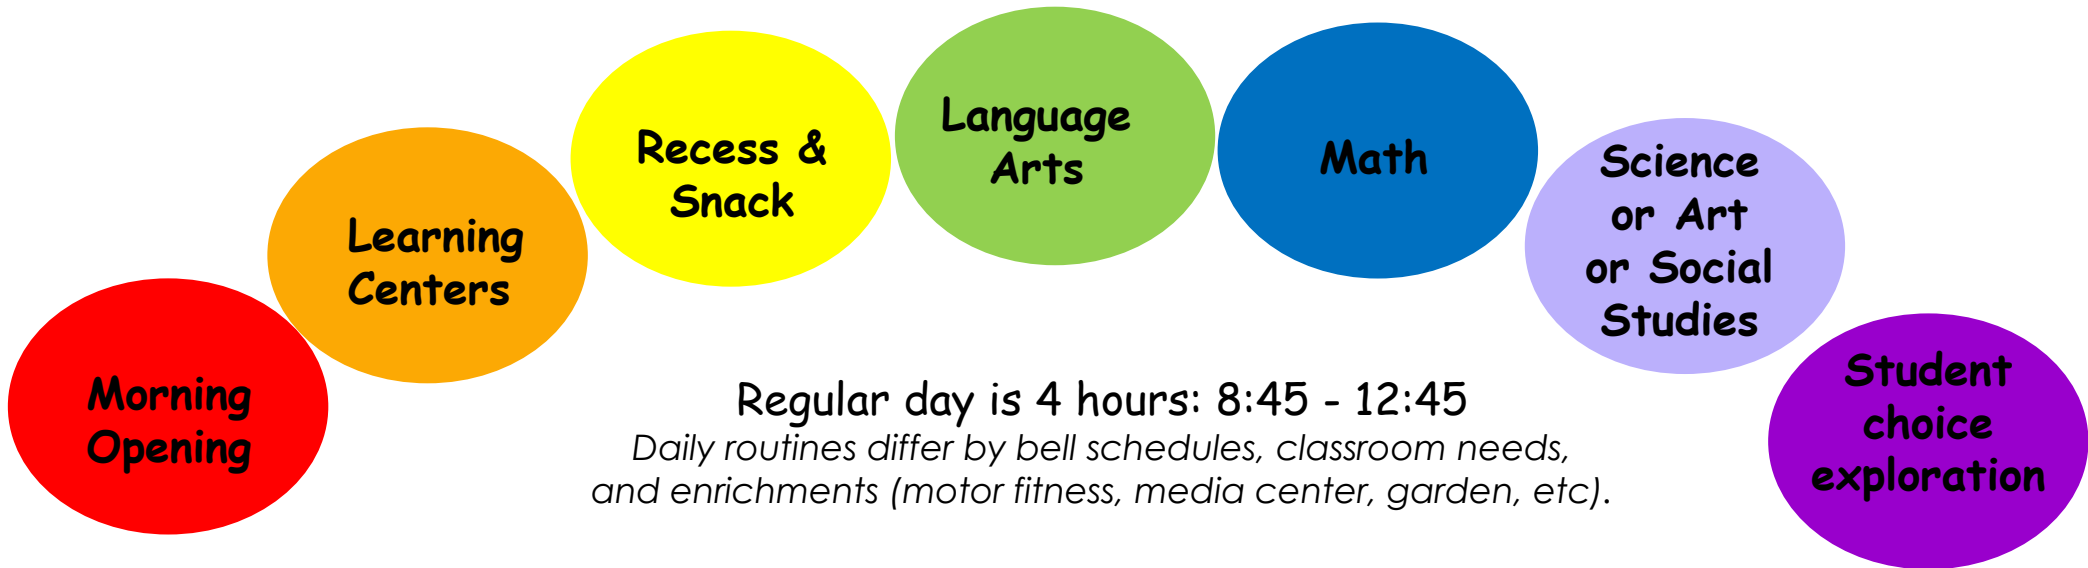 Morning
Opening
Learning
Centers
Recess &
Snack
Language
Arts
Math
Science
or Art
or Social
Studies
Student
choice
exploration
Regular day is 4 hours: 8:45 - 12:45
Daily routines differ by bell schedules, classroom needs,
and enrichments (motor fitness, media center, garden, etc).